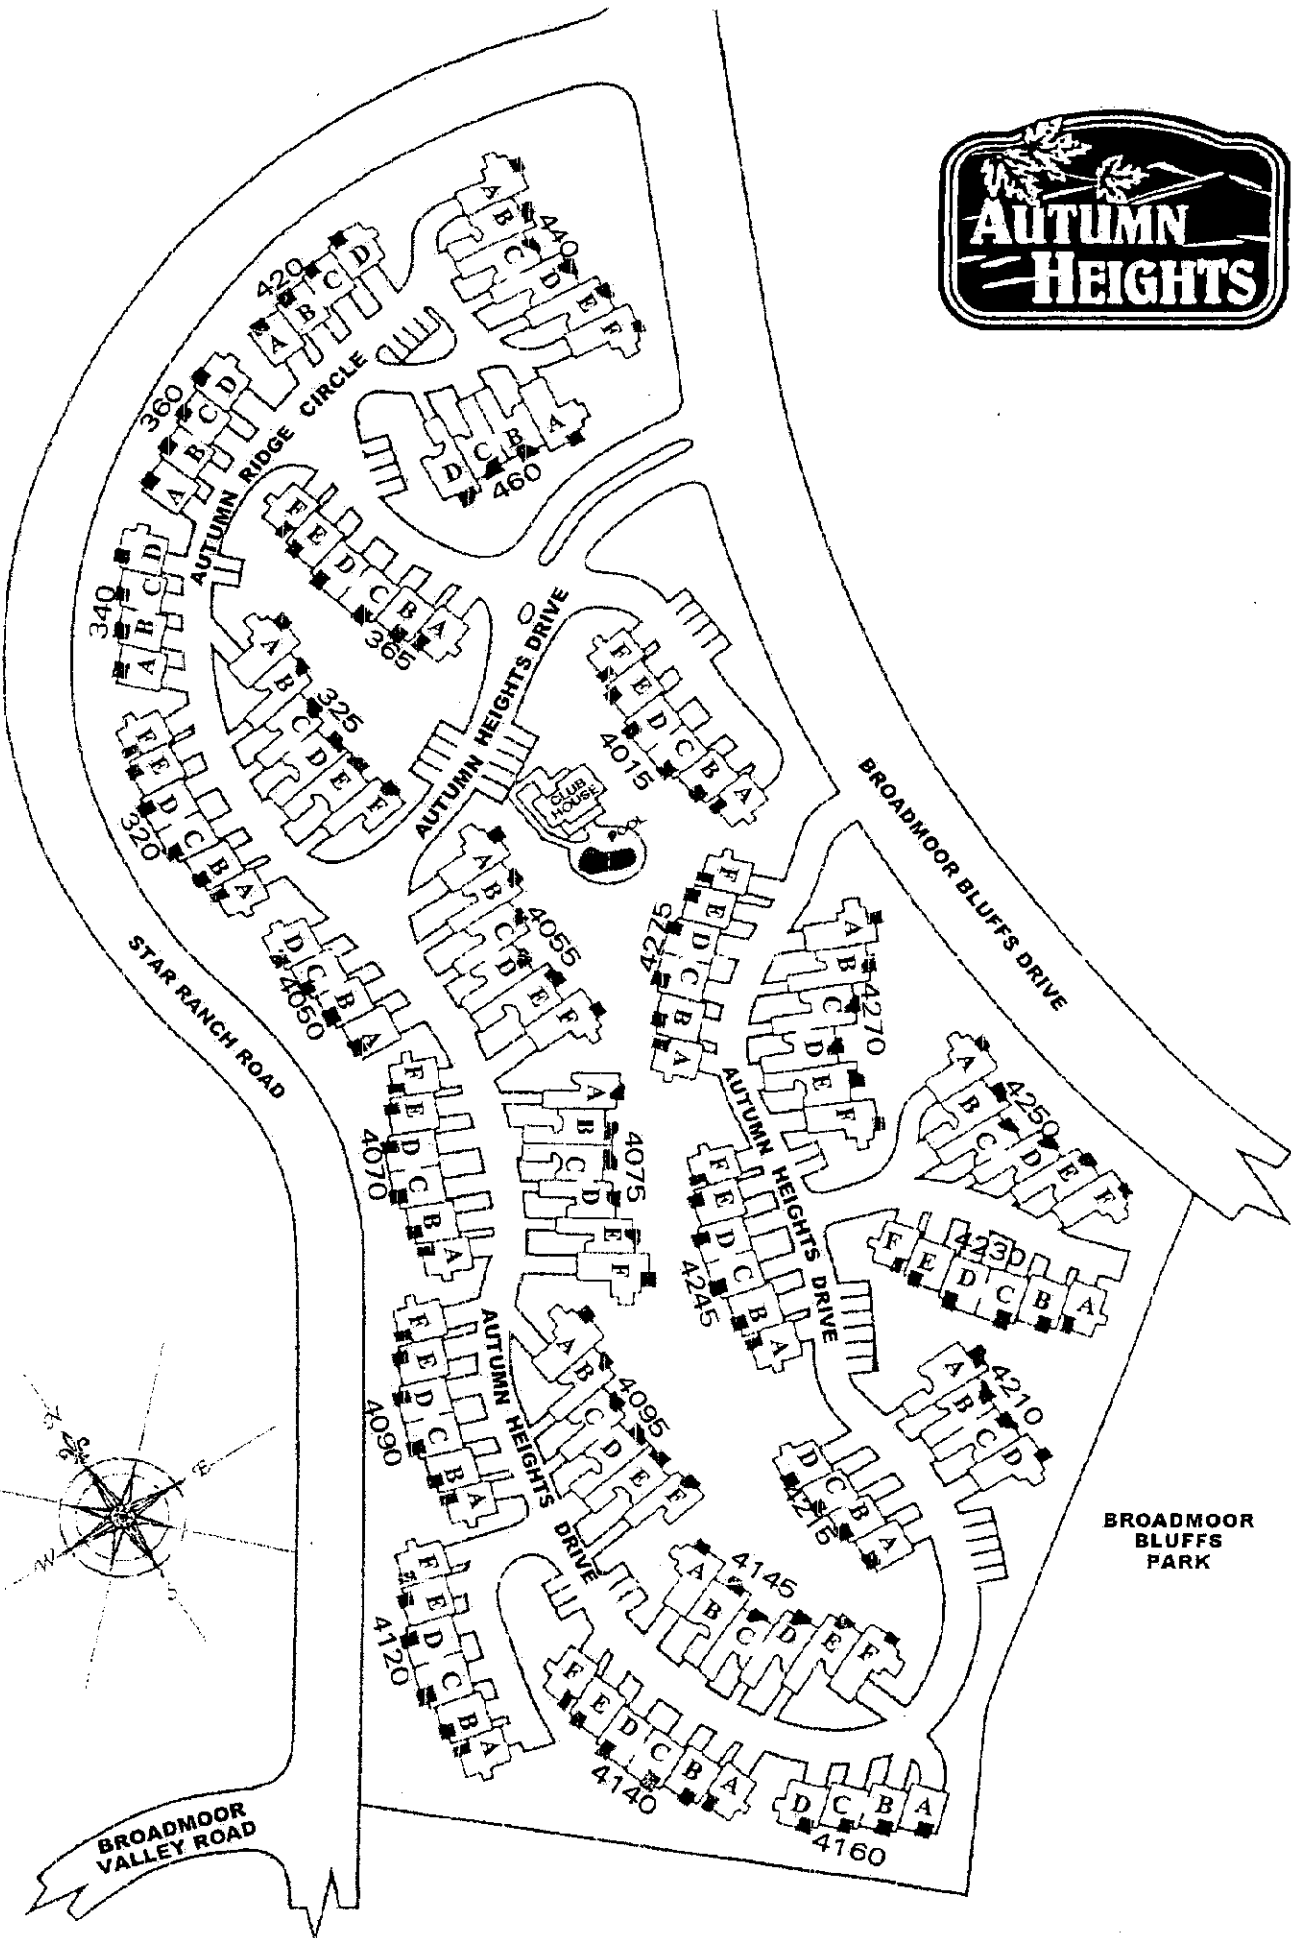 AUTUMN
HEIGHTS
A
B
C
D
E
F
440
A
B
C
D
420
A
B
C
D
360
AUTUMN RIDGE CIRCLE
D
C
B
A
460
A
B
C
D
340
F
E
D
C
B
A
365
A
B
C
D
E
F
325
AUTUMN HEIGHTS DRIVE
F
E
D
C
B
A
4015
CLUB
HOUSE
POOL
F
E
D
C
B
A
320
BROADMOOR BLUFFS DRIVE
STAR RANCH ROAD
D
C
B
A
4050
A
B
C
D
E
F
4055
F
E
D
C
B
A
4275
A
B
C
D
E
F
4270
A
B
C
D
E
F
4250
F
E
D
C
B
A
4070
A
B
C
D
E
F
4075
AUTUMN HEIGHTS DRIVE
F
E
D
C
B
A
4245
F
E
D
C
B
A
4230
A
B
C
D
4210
F
E
D
C
B
A
4090
AUTUMN HEIGHTS DRIVE
A
B
C
D
E
F
4095
D
C
B
A
4215
BROADMOOR
BLUFFS
PARK
N
E
W
S
F
E
D
C
B
A
4120
A
B
C
D
E
F
4145
F
E
D
C
B
A
4140
D
C
B
A
4160
BROADMOOR
VALLEY ROAD